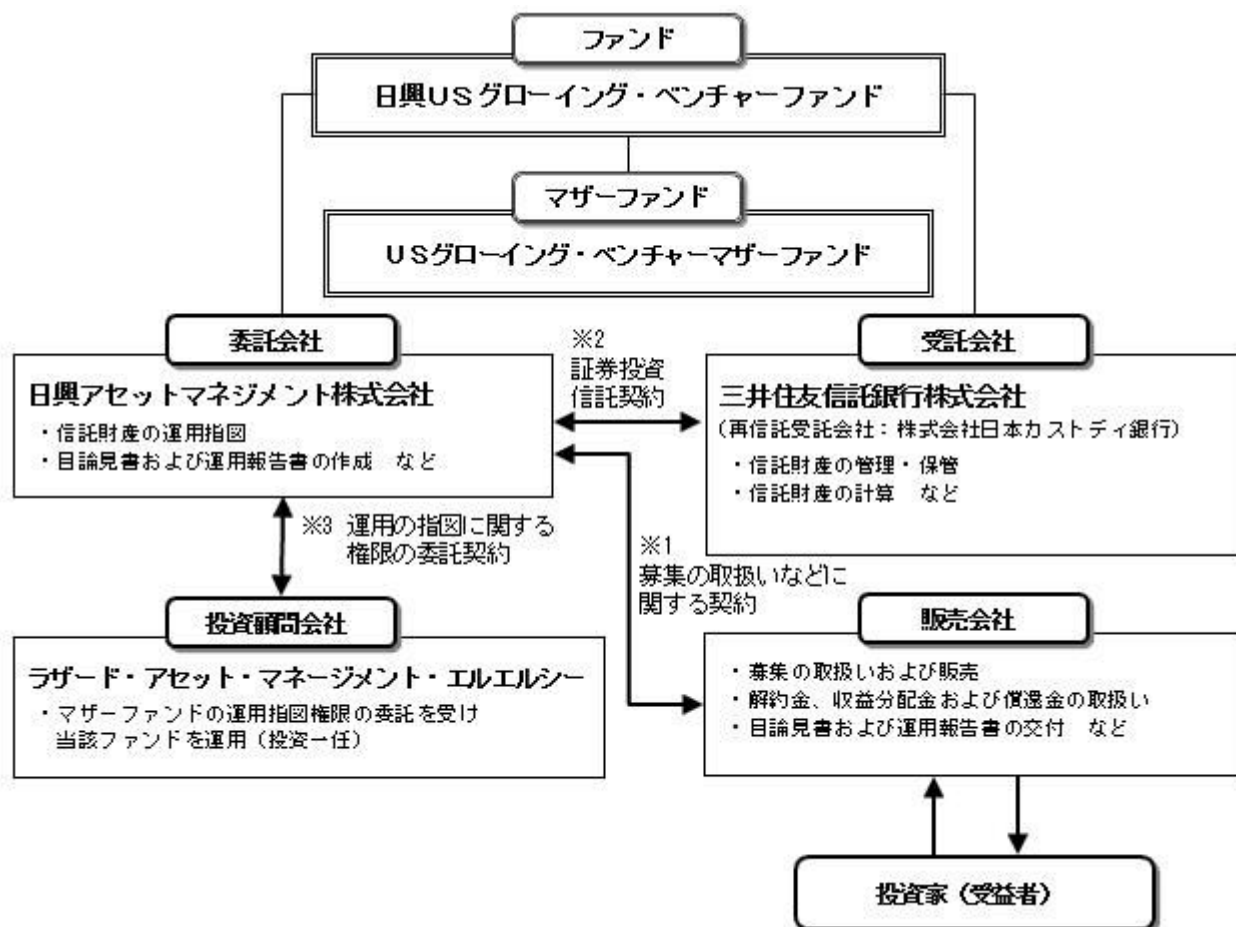 ファンド
日興USグローイング・ベンチャーファンド
マザーファンド
USグローイング・ベンチャーマザーファンド
委託会社
日興アセットマネジメント株式会社
・信託財産の運用指図
・目論見書および運用報告書の作成　など
※2
証券投資
信託契約
受託会社
三井住友信託銀行株式会社
(再信託受託会社：株式会社日本カストディ銀行)
・信託財産の管理・保管
・信託財産の計算　など
※3 運用の指図に関する
権限の委託契約
※1
募集の取扱いなどに
関する契約
投資顧問会社
ラザード・アセット・マネージメント・エルエルシー
・マザーファンドの運用指図権限の委託を受け
当該ファンドを運用（投資一任）
販売会社
・募集の取扱いおよび販売
・解約金、収益分配金および償還金の取扱い
・目論見書および運用報告書の交付　など
投資家（受益者）